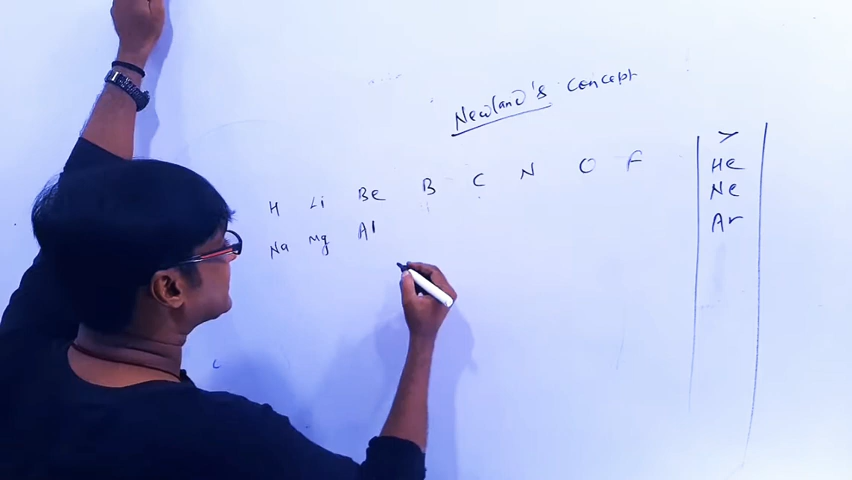 Newland's Concept
H Li Be B C N O F
Na Mg Al
He
Ne
Ar